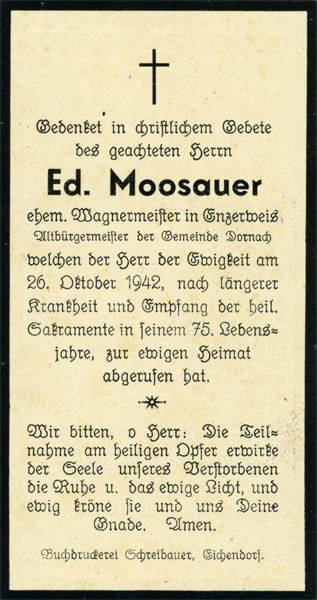 Gedenket in christlichem Gebete
des geachteten Herrn
Ed. Moosauer
ehem. Wagnermeister in Enzerweis
Altbürgermeister der Gemeinde Dornach
welchen der Herr der Ewigkeit am
26. Oktober 1942, nach längerer
Krankheit und Empfang der heil.
Sakramente in seinem 75. Lebens-
jahre, zur ewigen Heimat
abgerufen hat.
Wir bitten, o Herr: Die Teil-
nahme am heiligen Opfer erwirke
der Seele unseres Verstorbenen
die Ruhe u. das ewige Licht, und
ewig kröne sie und uns Deine
Gnade. Amen.
Buchdruckerei Schreibauer, Eichendorf.